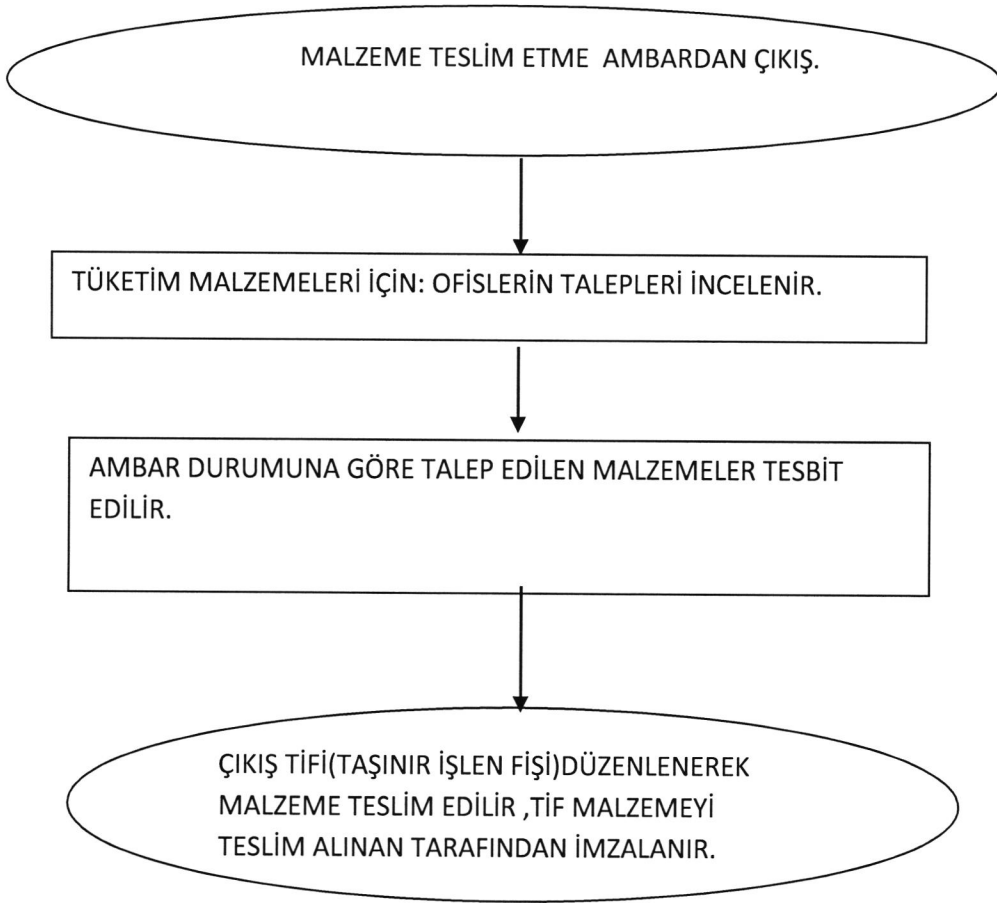 MALZEME TESLİM ETME AMBARDAN ÇIKIŞ.
TÜKETİM MALZEMELERİ İÇİN: OFİSLERİN TALEPLERİ İNCELENİR.
AMBAR DURUMUNA GÖRE TALEP EDİLEN MALZEMELER TESBİT
EDİLİR.
ÇIKIŞ TİFİ(TAŞINIR İŞLEN FİŞİ)DÜZENLENEREK
MALZEME TESLİM EDİLİR ,TİF MALZEMEYİ
TESLİM ALINAN TARAFINDAN İMZALANIR.